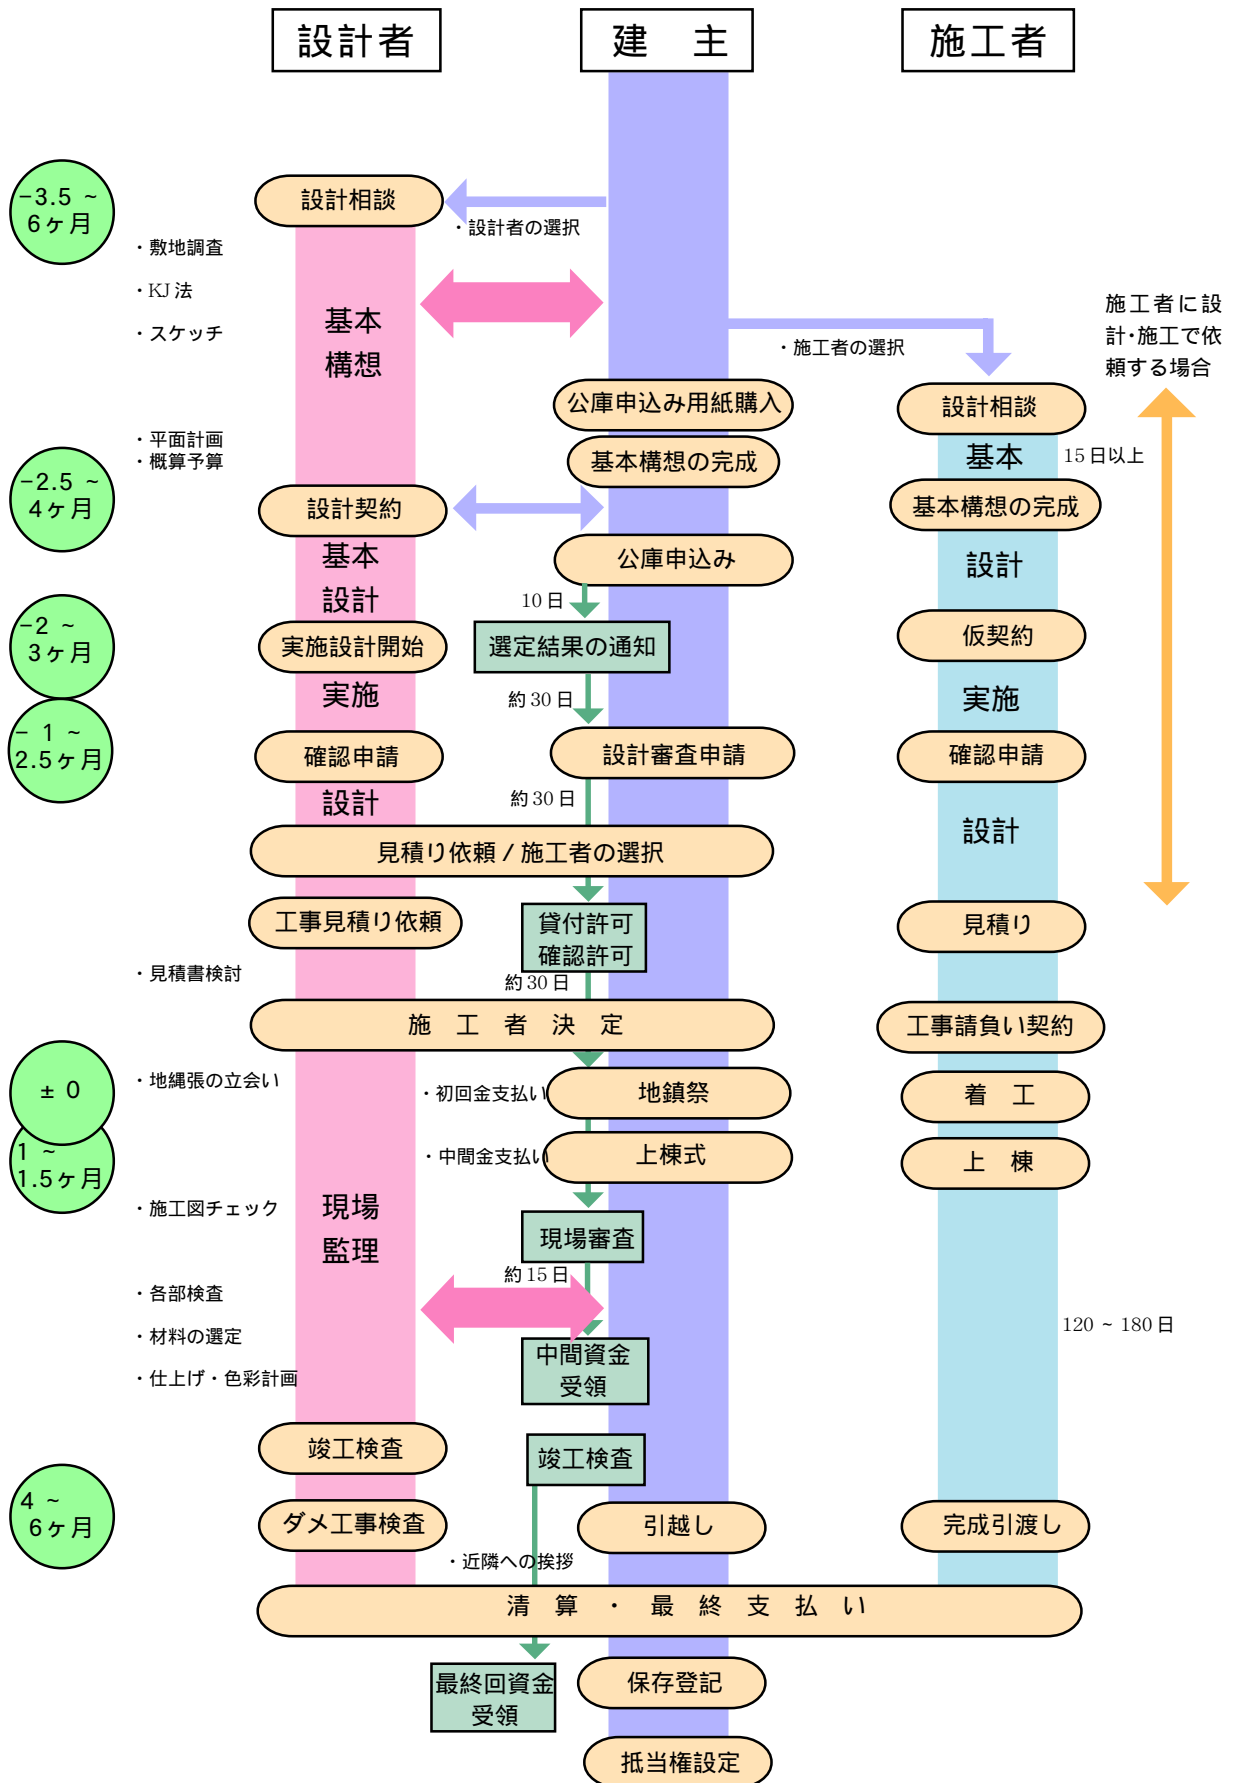 設計者
建　主
施工者
−3.5 ~
6ヶ月
設計相談
・設計者の選択
・敷地調査
・KJ法
・スケッチ
基本
構想
・施工者の選択
施工者に設
計・施工で依
頼する場合
公庫申込み用紙購入
設計相談
・平面計画
・概算予算
基本構想の完成
基本
15日以上
−2.5 ~
4ヶ月
設計契約
基本構想の完成
基本
設計
公庫申込み
設計
10日
−2 ~
3ヶ月
実施設計開始
選定結果の通知
仮契約
実施
約30日
実施
− 1 ~
2.5ヶ月
確認申請
設計審査申請
確認申請
設計
約30日
設計
見積り依頼 / 施工者の選択
工事見積り依頼
貸付許可
確認許可
見積り
・見積書検討
約30日
施　工　者　決　定
工事請負い契約
± 0
・地縄張の立会い
・初回金支払い
地鎮祭
着　工
1 ~
1.5ヶ月
・中間金支払い
上棟式
上　棟
・施工図チェック
現場
監理
現場審査
約15日
・各部検査
・材料の選定
・仕上げ・色彩計画
120 ~ 180日
中間資金
受領
竣工検査
竣工検査
4 ~
6ヶ月
ダメ工事検査
引越し
完成引渡し
・近隣への挨拶
清　算　・　最　終　支　払　い
最終回資金
受領
保存登記
抵当権設定